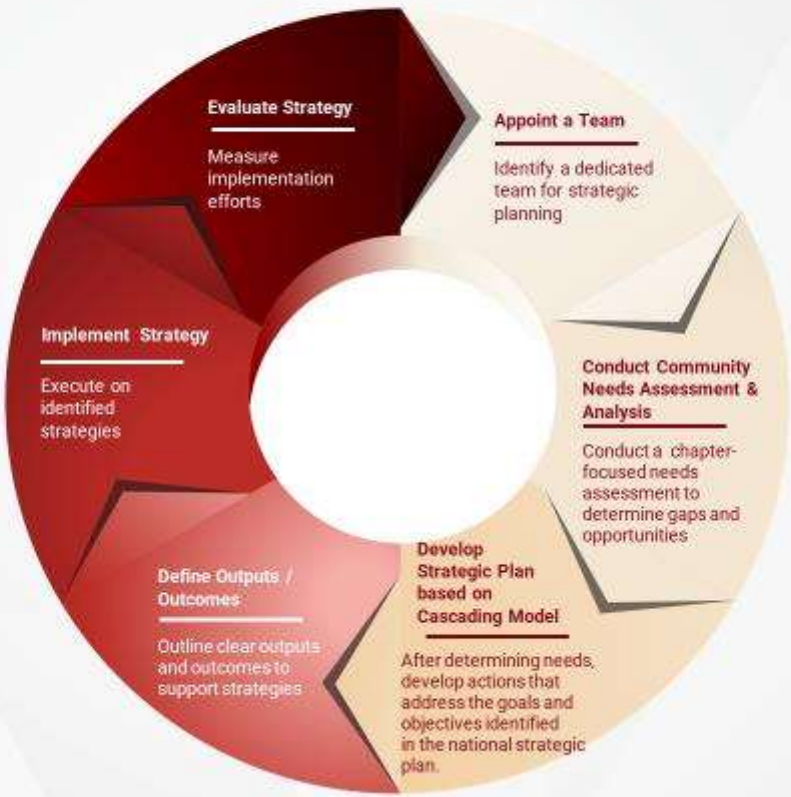 Appoint a Team
Identify a dedicated
team for strategic
planning
Conduct Community
Needs Assessment &
Analysis
Conduct a chapter-
focused needs
assessment to
determine gaps and
opportunities
Develop
Strategic Plan
based on
Cascading Model
After determining needs,
develop actions that
address the goals and
objectives identified
in the national strategic
plan.
Define Outputs /
Outcomes
Outline clear outputs
and outcomes to
support strategies
Implement Strategy
Execute on
identified
strategies
Evaluate Strategy
Measure
implementation
efforts